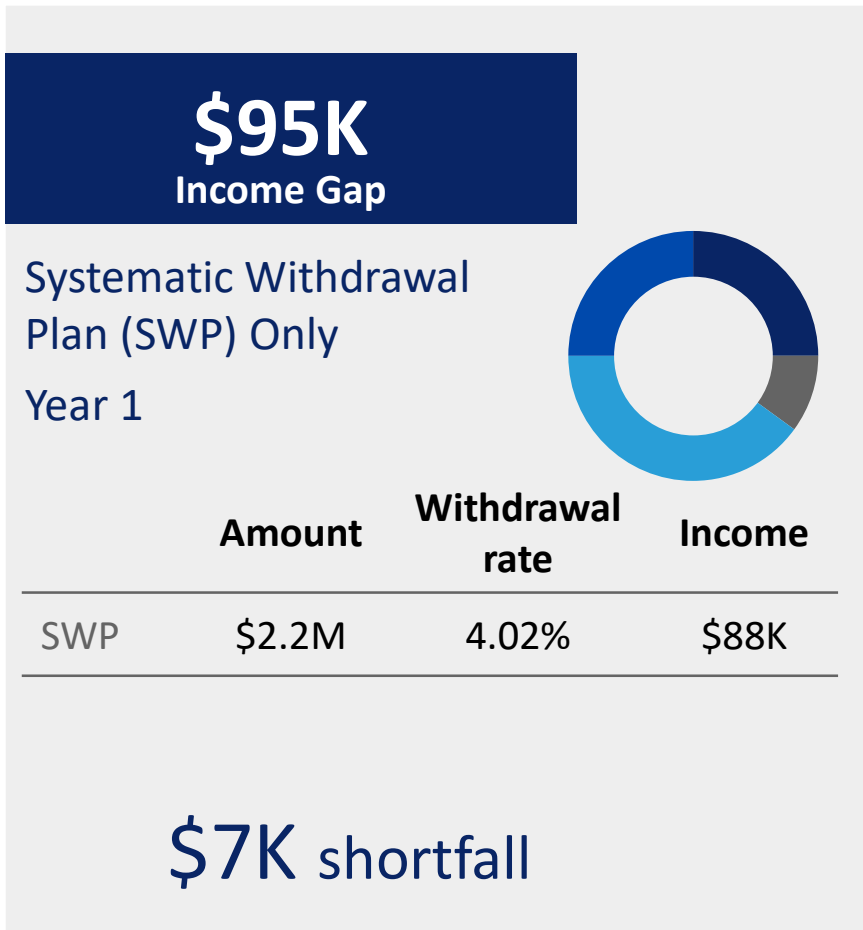 $95K
Income Gap
Systematic Withdrawal
Plan (SWP) Only
Year 1
Amount
Withdrawal
rate
Income
SWP $2.2M 4.02% $88K
$7K shortfall